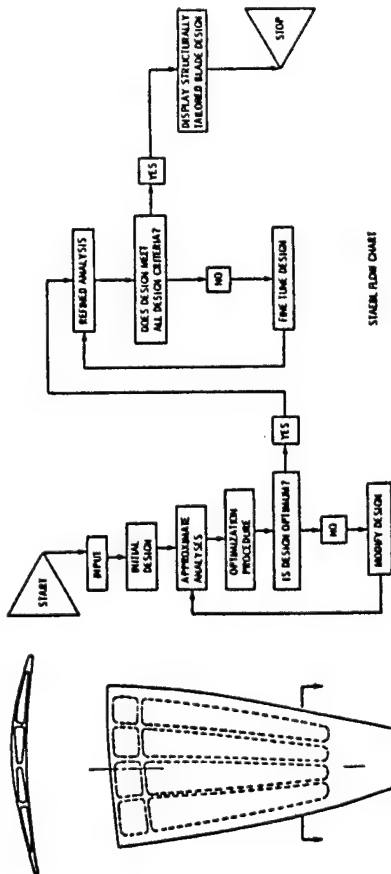 START
INPUT
INITIAL
DESIGN
APPROXIMATE
ANALYSES
OPTIMIZATION
PROCEDURE
IS DESIGN OPTIMUM?
NO
MODIFY DESIGN
YES
REFINED ANALYSIS
DOES DESIGN MEET
ALL DESIGN CRITERIA?
NO
FINE TUNE DESIGN
YES
DISPLAY STRUCTURALLY
TAILORED BLADE DESIGN
STOP
STAEBL FLOW CHART